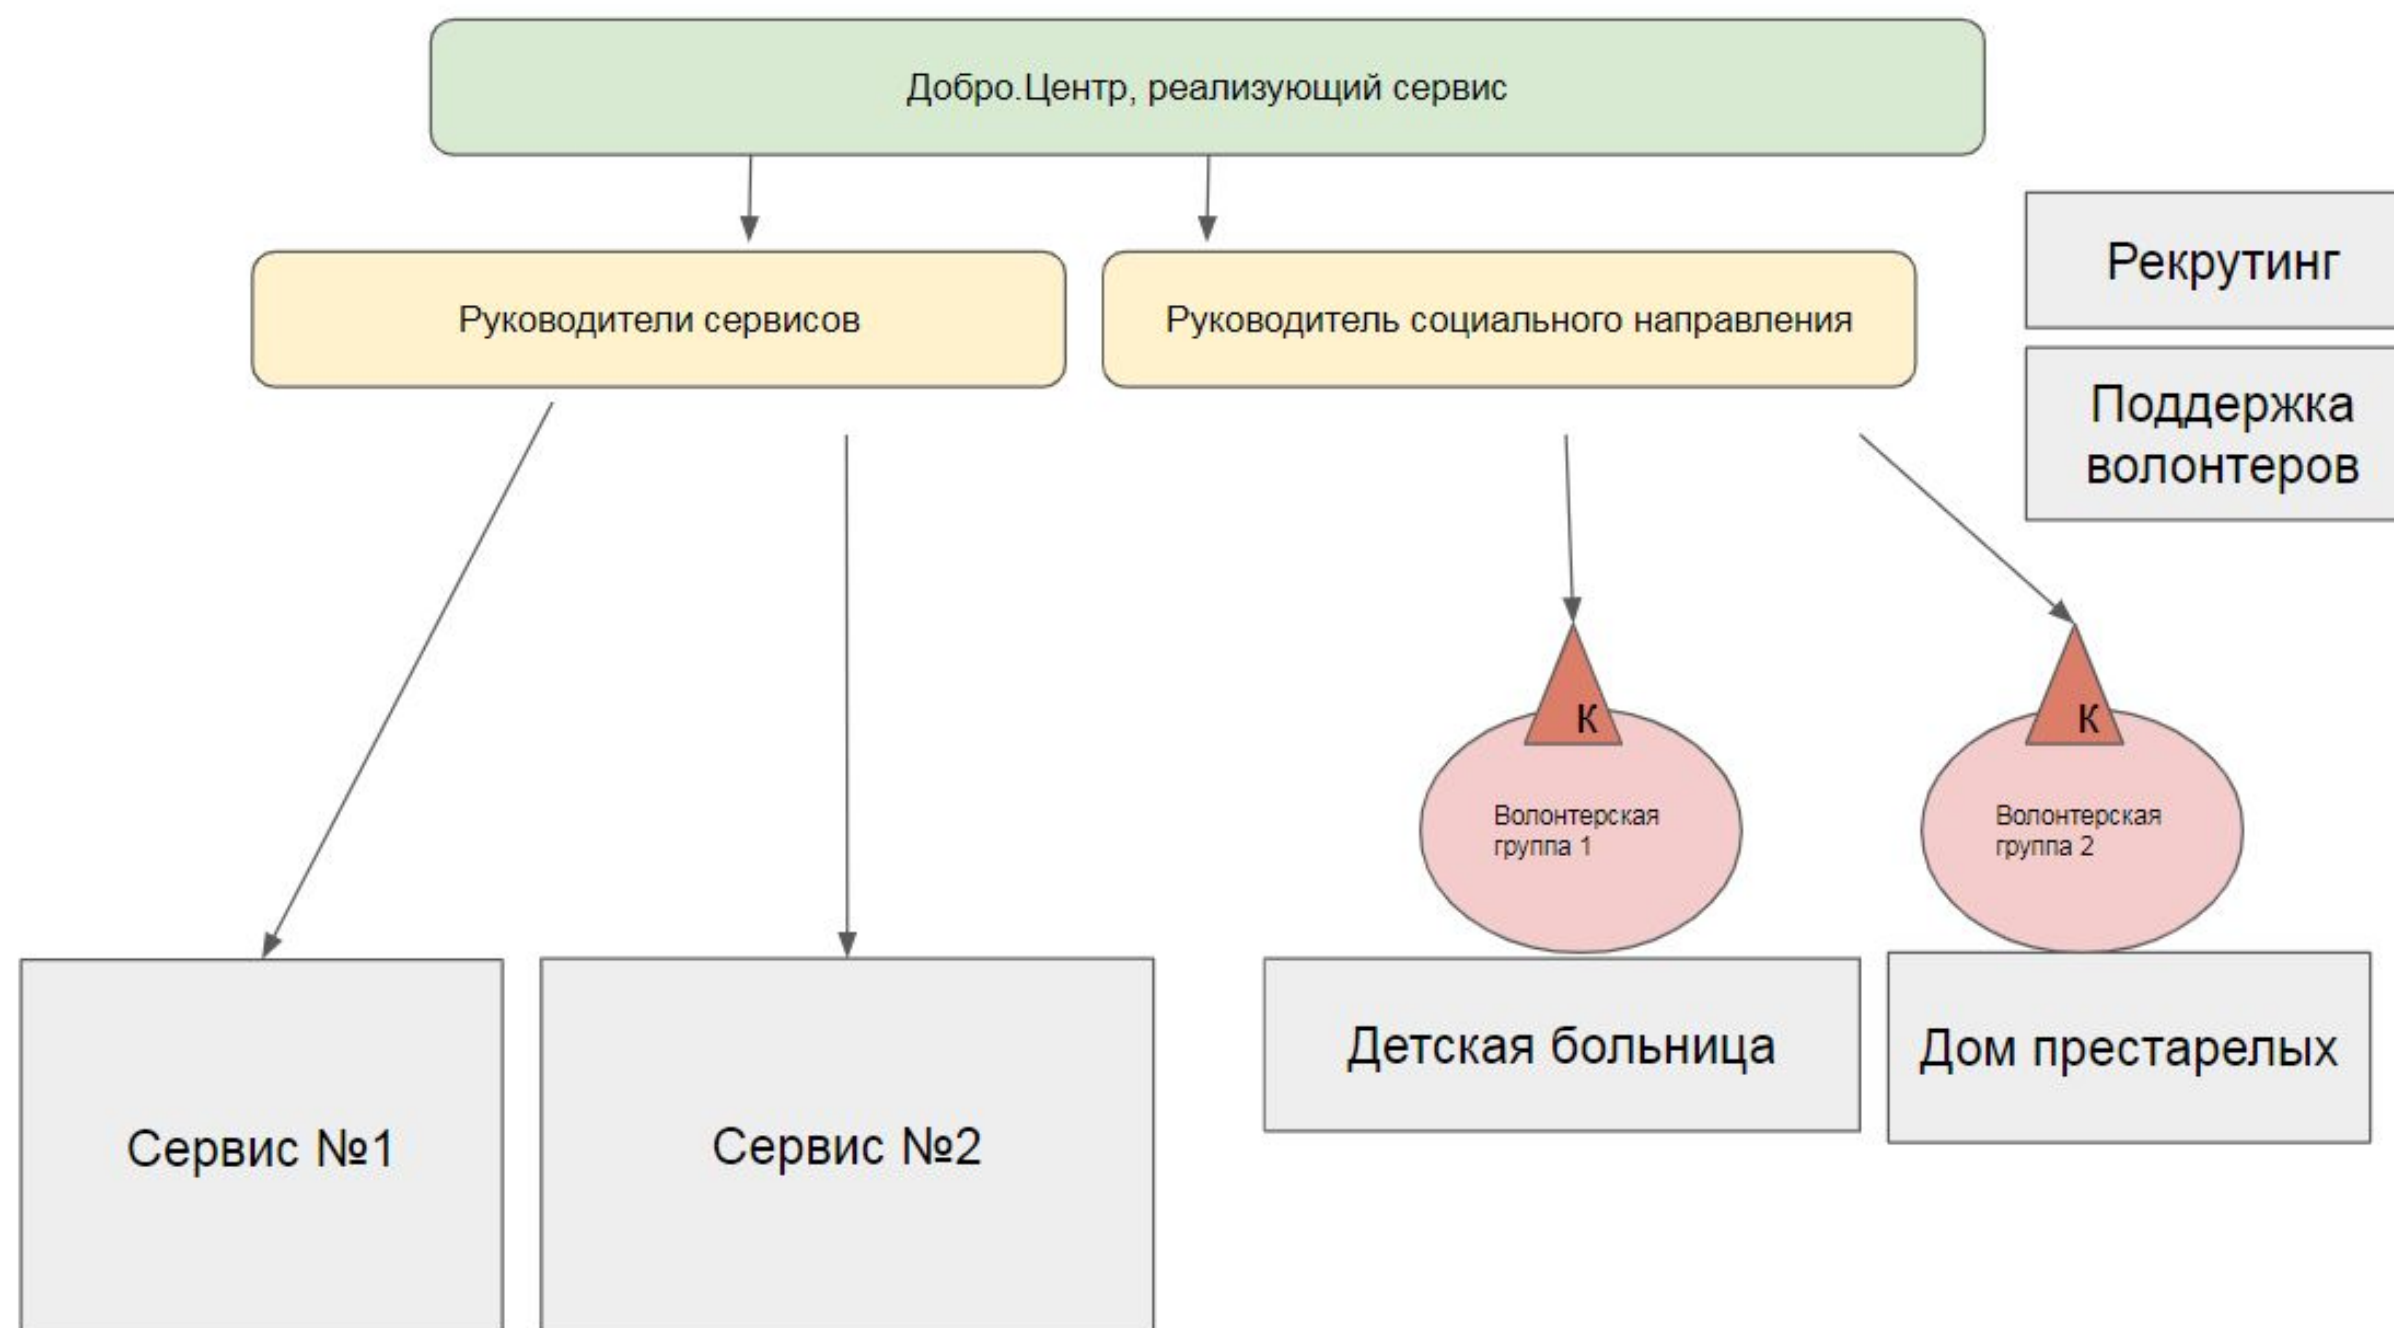 Добро.Центр, реализующий сервис
Руководители сервисов
Руководитель социального направления
Рекрутинг
Поддержка
волонтеров
К
К
Волонтерская
группа 1
Волонтерская
группа 2
Детская больница
Дом престарелых
Сервис №1
Сервис №2